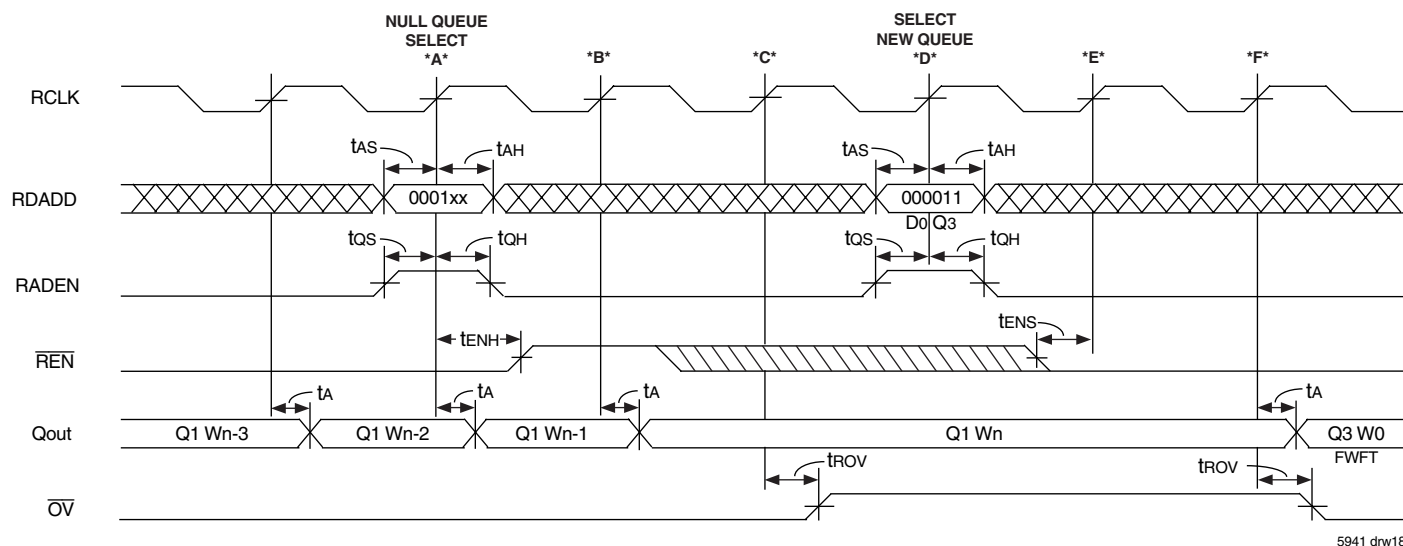 NULL QUEUE
SELECT
*A*
*B*
*C*
SELECT
NEW QUEUE
*D*
*E*
*F*
RCLK
tAS
tAH
tAS
tAH
RDADD
0001xx
000011
D0 Q3
tQS
tQH
tQS
tQH
RADEN
tENH
tENS
REN
tA
tA
tA
tA
Qout
Q1 Wn-3
Q1 Wn-2
Q1 Wn-1
Q1 Wn
Q3 W0
FWFT
tROV
tROV
OV
5941 drw18